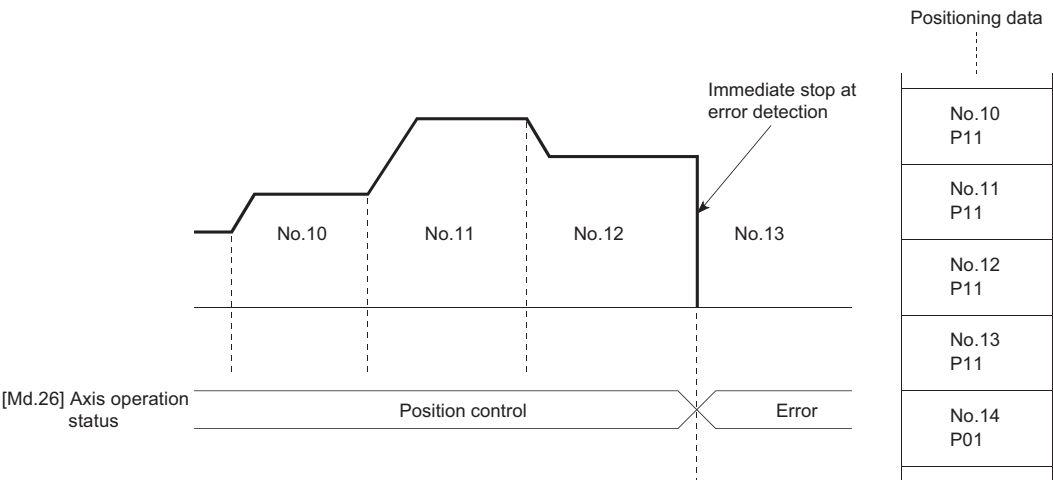 Positioning data
Immediate stop at
error detection
No.10
P11
No.11
P11
No.10
No.11
No.12
No.13
No.12
P11
No.13
P11
[Md.26] Axis operation
status
Position control
Error
No.14
P01